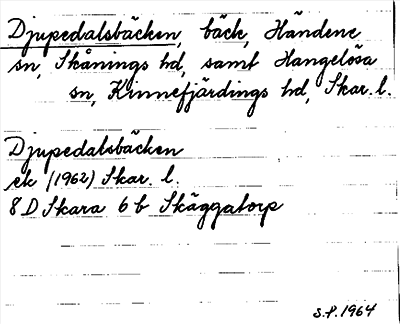 Djupedalsbäcken, bäck, Händene
sn, Skånings hd, samt Hangelösa
sn, Kinnefjärdings hd, Skar. l.
Djupedalsbäcken
ek (1962) Skar. l.
8 D Skara 6 b Skäggatorp
S.P. 1964